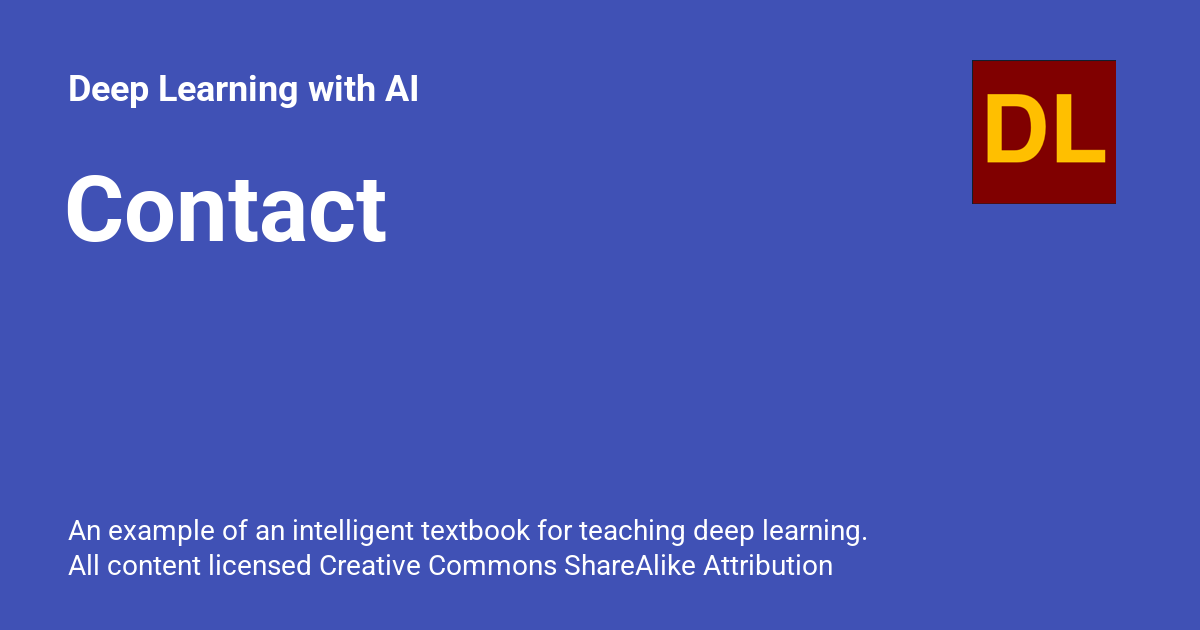 Deep Learning with AI
DL
Contact
An example of an intelligent textbook for teaching deep learning.
All content licensed Creative Commons ShareAlike Attribution